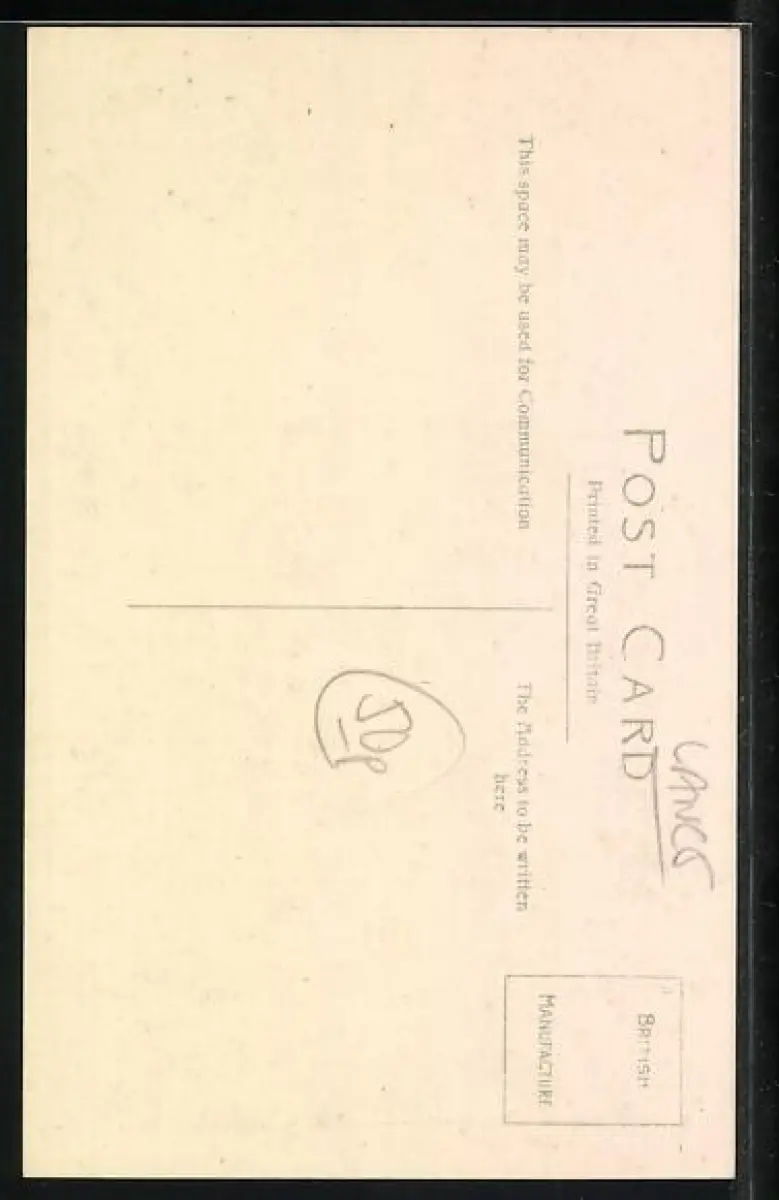 LANCS
POST CARD
Printed in Great Britain
This space may be used for Communication
The Address to be written
here
BRITISH
MANUFACTURE
50p